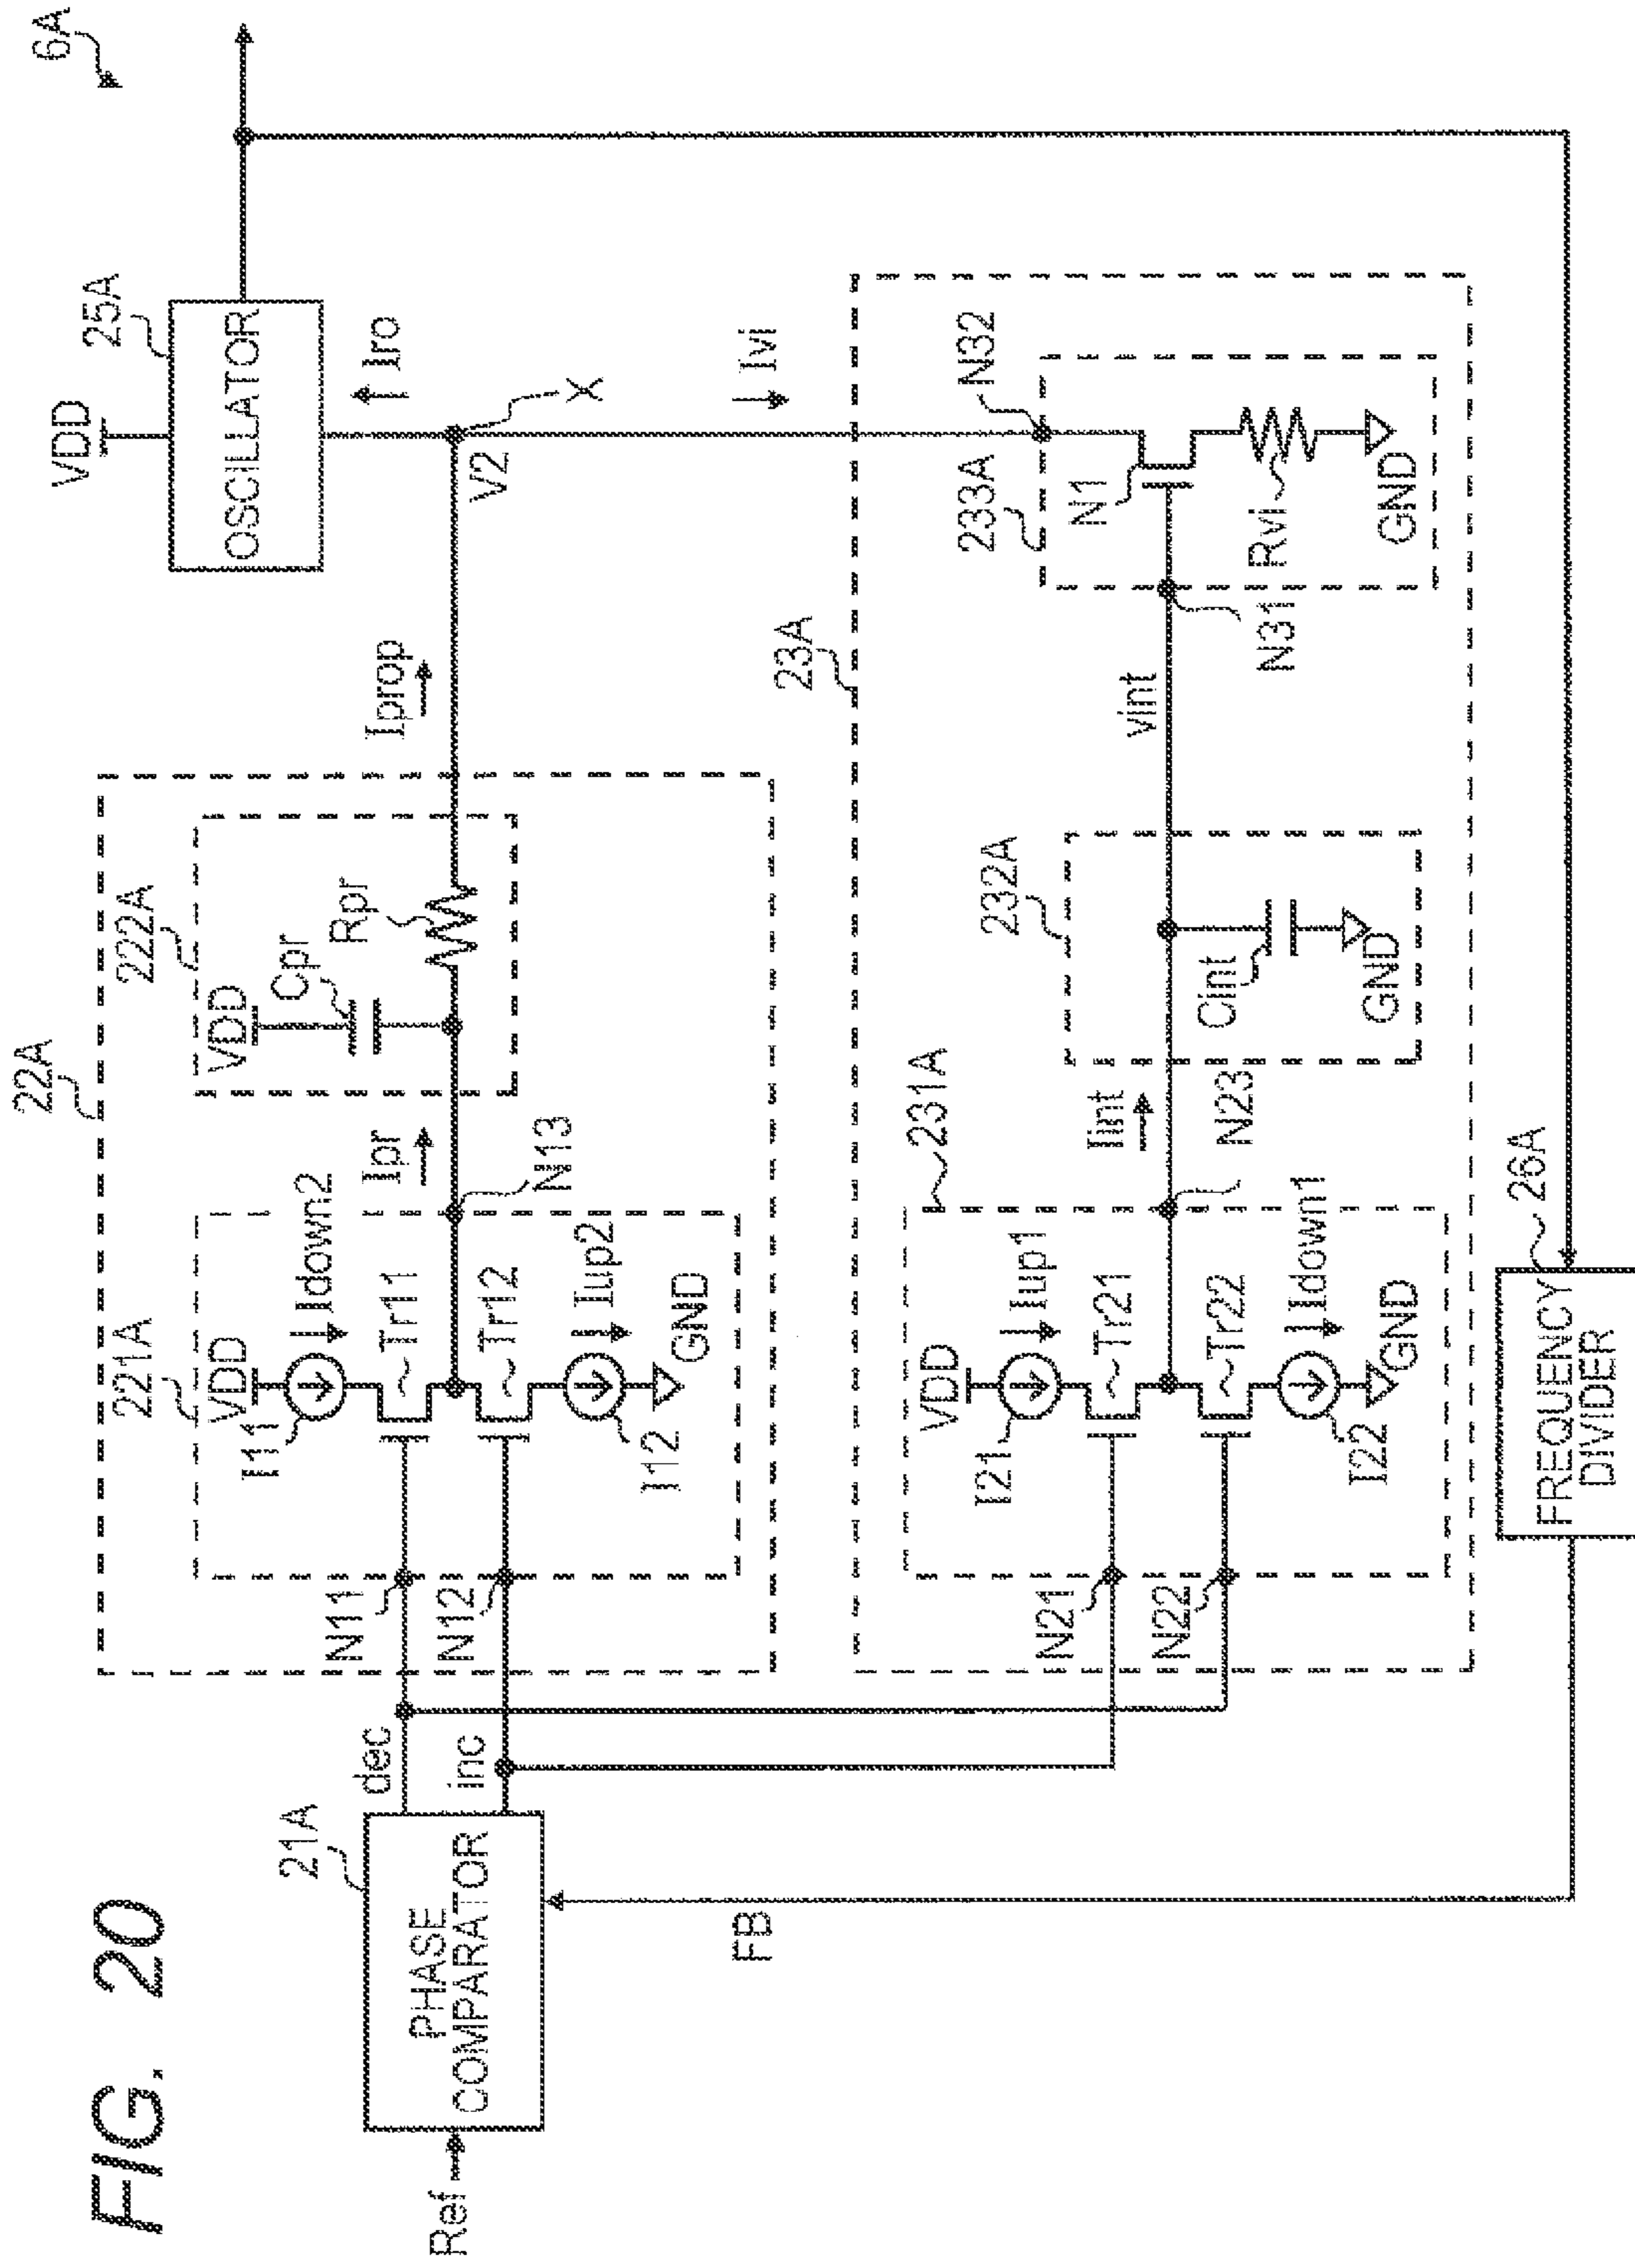 FIG. 20
6A
Ref
21A
PHASE
COMPARATOR
dec
inc
FB
22A
221A
VDD
I11
Idown2
Tr11
Tr12
Iup2
I12
GND
N11
N12
N13
Ipr
222A
VDD
Cpr
Rpr
Iprop
VDD
25A
OSCILLATOR
Iro
V2
X
Ivi
23A
231A
VDD
I21
Iup1
Tr21
Tr22
Idown1
I22
GND
N21
N22
N23
Iint
232A
Cint
GND
vint
233A
N31
N32
N1
Rvi
GND
26A
FREQUENCY
DIVIDER